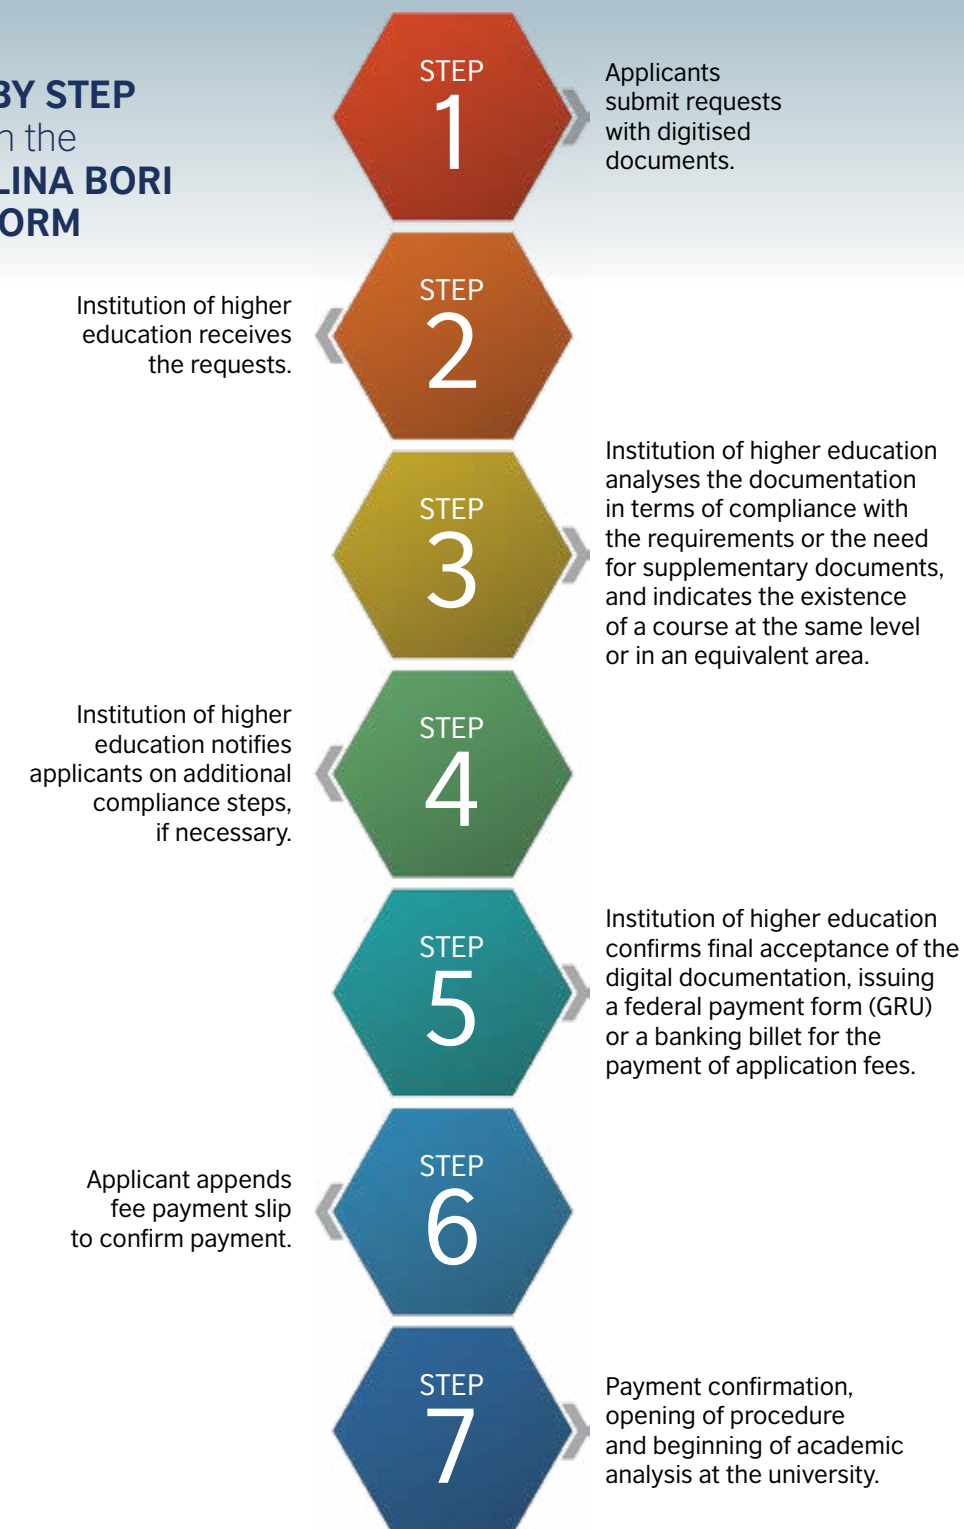 BY STEP
n the
LINA BORI
ORM
STEP
1
Applicants
submit requests
with digitised
documents.
STEP
2
Institution of higher
education receives
the requests.
STEP
3
Institution of higher education
analyses the documentation
in terms of compliance with
the requirements or the need
for supplementary documents,
and indicates the existence
of a course at the same level
or in an equivalent area.
STEP
4
Institution of higher
education notifies
applicants on additional
compliance steps,
if necessary.
STEP
5
Institution of higher education
confirms final acceptance of the
digital documentation, issuing
a federal payment form (GRU)
or a banking billet for the
payment of application fees.
STEP
6
Applicant appends
fee payment slip
to confirm payment.
STEP
7
Payment confirmation,
opening of procedure
and beginning of academic
analysis at the university.